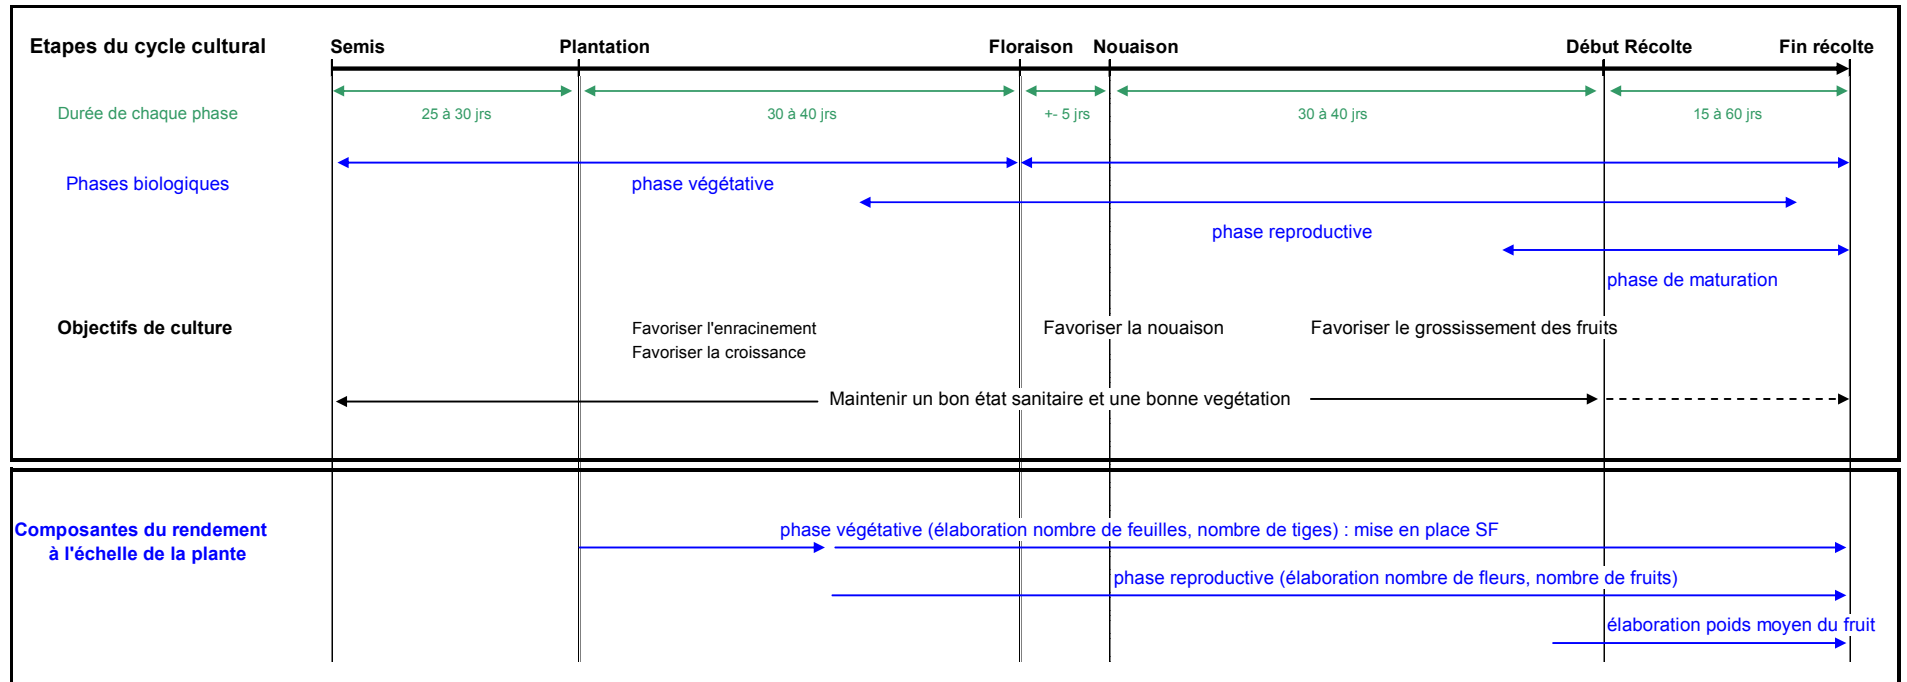 Etapes du cycle cultural
Semis
Plantation
Floraison
Nouaison
Début Récolte
Fin récolte
Durée de chaque phase
25 à 30 jrs
30 à 40 jrs
+- 5 jrs
30 à 40 jrs
15 à 60 jrs
Phases biologiques
phase végétative
phase reproductive
phase de maturation
Objectifs de culture
Favoriser l'enracinement
Favoriser la croissance
Favoriser la nouaison
Favoriser le grossissement des fruits
Maintenir un bon état sanitaire et une bonne vegétation
Composantes du rendement
à l'échelle de la plante
phase végétative (élaboration nombre de feuilles, nombre de tiges) : mise en place SF
phase reproductive (élaboration nombre de fleurs, nombre de fruits)
élaboration poids moyen du fruit